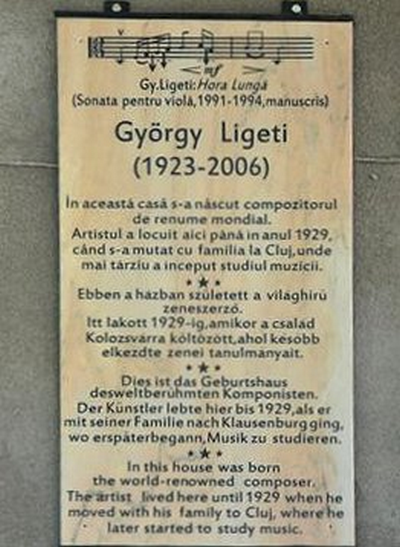 mf
Gy.Ligeti: Hora Lungă
(Sonata pentru violă,1991-1994,manuscris)
György Ligeti
(1923-2006)
În această casă s-a născut compozitorul
de renume mondial.
Artistul a locuit aici până in anul 1929,
când s-a mutat cu familia la Cluj,unde
mai târziu a inceput studiul muzicii.
Ebben a házban született a világhírű
zeneszerző.
Itt lakott 1929-ig,amikor a család
Kolozsvárra költözött,ahol később
elkezdte zenei tanulmányait.
Dies ist das Geburtshaus
desweltberühmten Komponisten.
Der Künstler lebte hier bis 1929,als er
mit seiner Familie nach Klausenburg ging,
wo erspäterbegann,Musik zu studieren.
In this house was born
the world-renowned composer.
The artist lived here until 1929 when he
moved with his family to Cluj, where he
later started to study music.